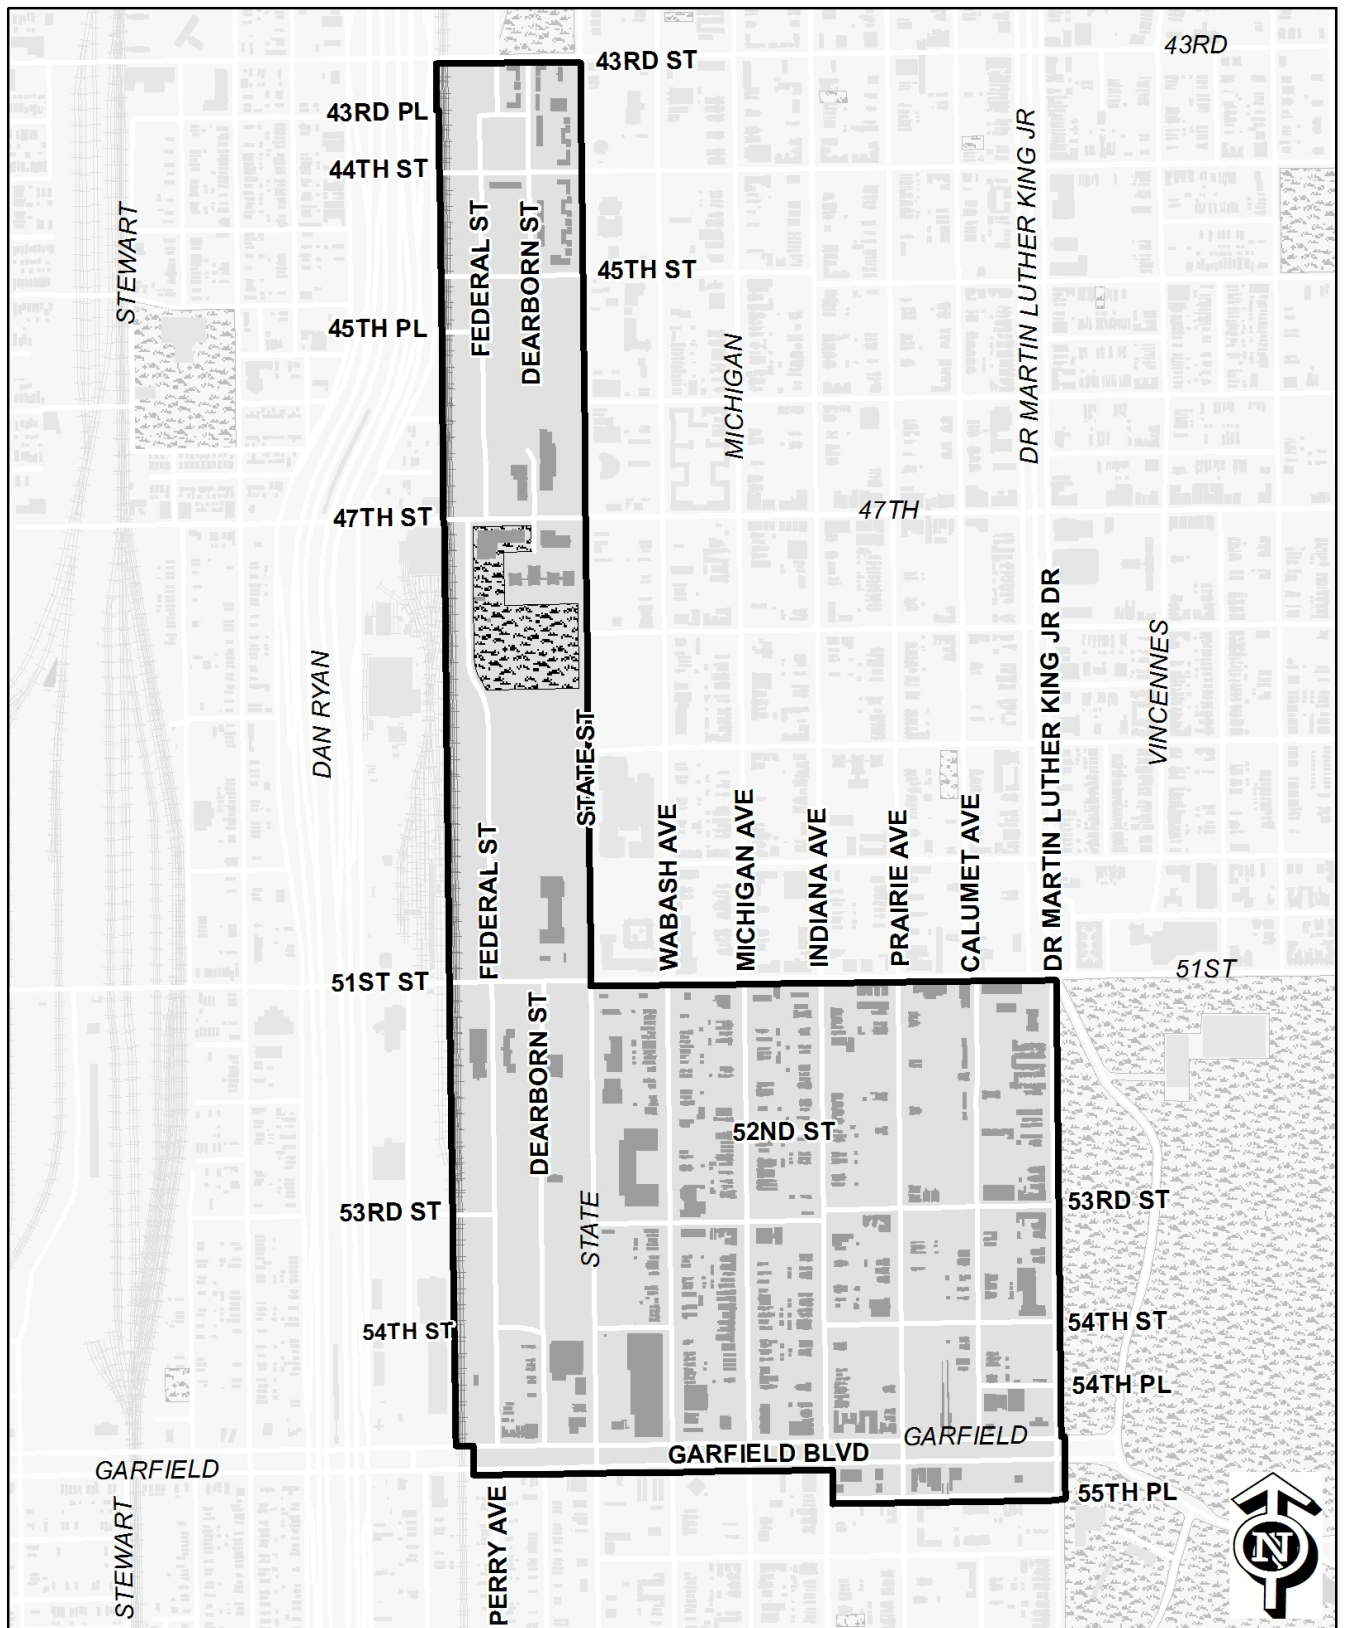 43RD
43RD ST
43RD PL
44TH ST
DR MARTIN LUTHER KING JR
STEWART
FEDERAL ST
DEARBORN ST
45TH ST
45TH PL
MICHIGAN
47TH ST
47TH
DAN RYAN
STATE ST
DR MARTIN LUTHER KING JR DR
VINCENNES
FEDERAL ST
WABASH AVE
MICHIGAN AVE
INDIANA AVE
PRAIRIE AVE
CALUMET AVE
51ST ST
51ST
DEARBORN ST
52ND ST
53RD ST
STATE
53RD ST
54TH ST
54TH ST
54TH PL
GARFIELD
GARFIELD BLVD
GARFIELD
STEWART
PERRY AVE
55TH PL
N